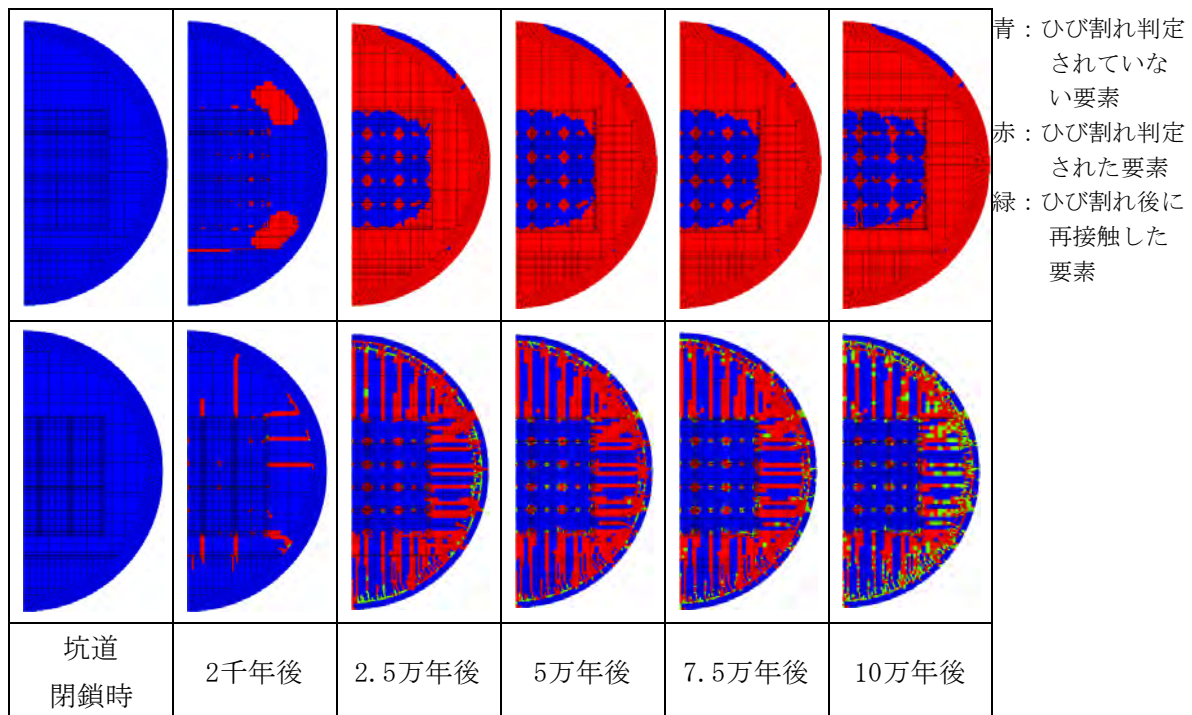 青：ひび割れ判定
されていな
い要素
赤：ひび割れ判定
された要素
緑：ひび割れ後に
再接触した
要素
坑道
閉鎖時
2千年後
2.5万年後
5万年後
7.5万年後
10万年後